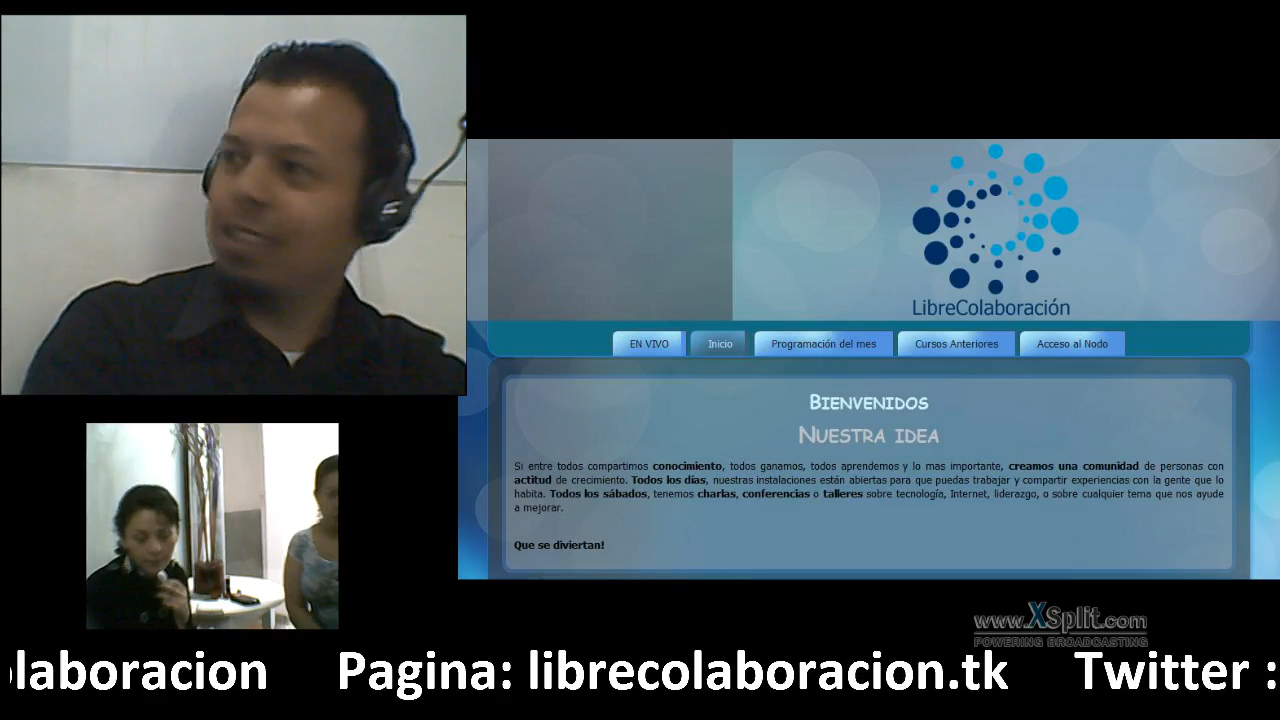 LibreColaboración
EN VIVO
Inicio
Programación del mes
Cursos Anteriores
Acceso al Nodo
Bienvenidos
Nuestra idea
Si entre todos compartimos conocimiento, todos ganamos, todos aprendemos y lo mas importante, creamos una comunidad de personas con
actitud de crecimiento. Todos los días, nuestras instalaciones están abiertas para que puedas trabajar y compartir experiencias con la gente que lo
habita. Todos los sábados, tenemos charlas, conferencias o talleres sobre tecnología, Internet, liderazgo, o sobre cualquier tema que nos ayude
a mejorar.
Que se diviertan!
www.XSplit.com
POWERING BROADCASTING
olaboracion Pagina: librecolaboracion.tk Twitter :